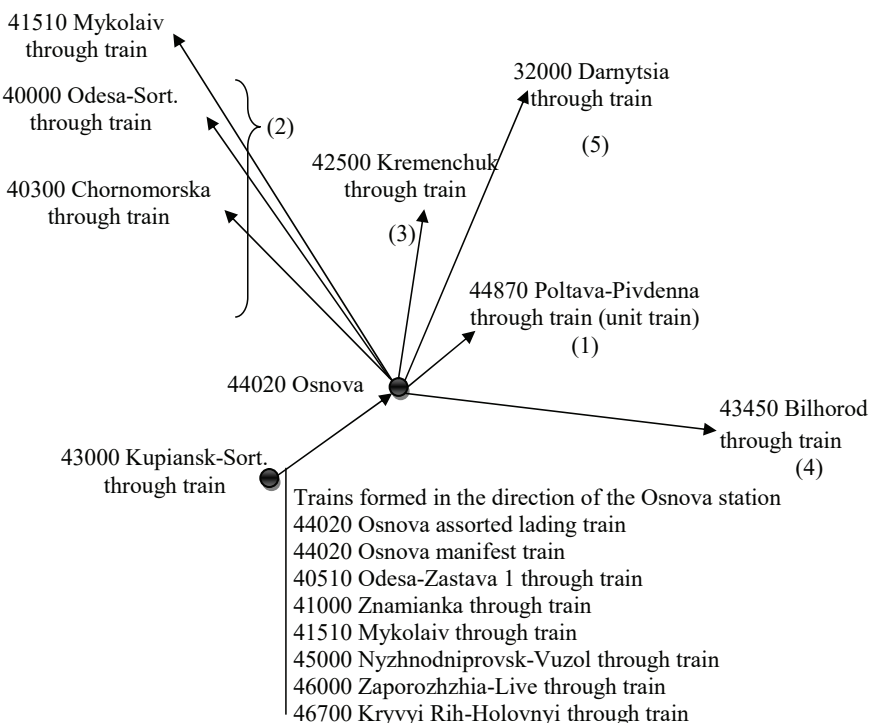 41510 Mykolaiv
through train
40000 Odesa-Sort.
through train
(2)
40300 Chornomorska
through train
42500 Kremenchuk
through train
(3)
32000 Darnytsia
through train
(5)
44870 Poltava-Pivdenna
through train (unit train)
(1)
44020 Osnova
43450 Bilhorod
through train
(4)
43000 Kupiansk-Sort.
through train
Trains formed in the direction of the Osnova station
44020 Osnova assorted lading train
44020 Osnova manifest train
40510 Odesa-Zastava 1 through train
41000 Znamianka through train
41510 Mykolaiv through train
45000 Nyzhnodniprovsk-Vuzol through train
46000 Zaporozhzhia-Live through train
46700 Kryvyi Rih-Holovnyi through train